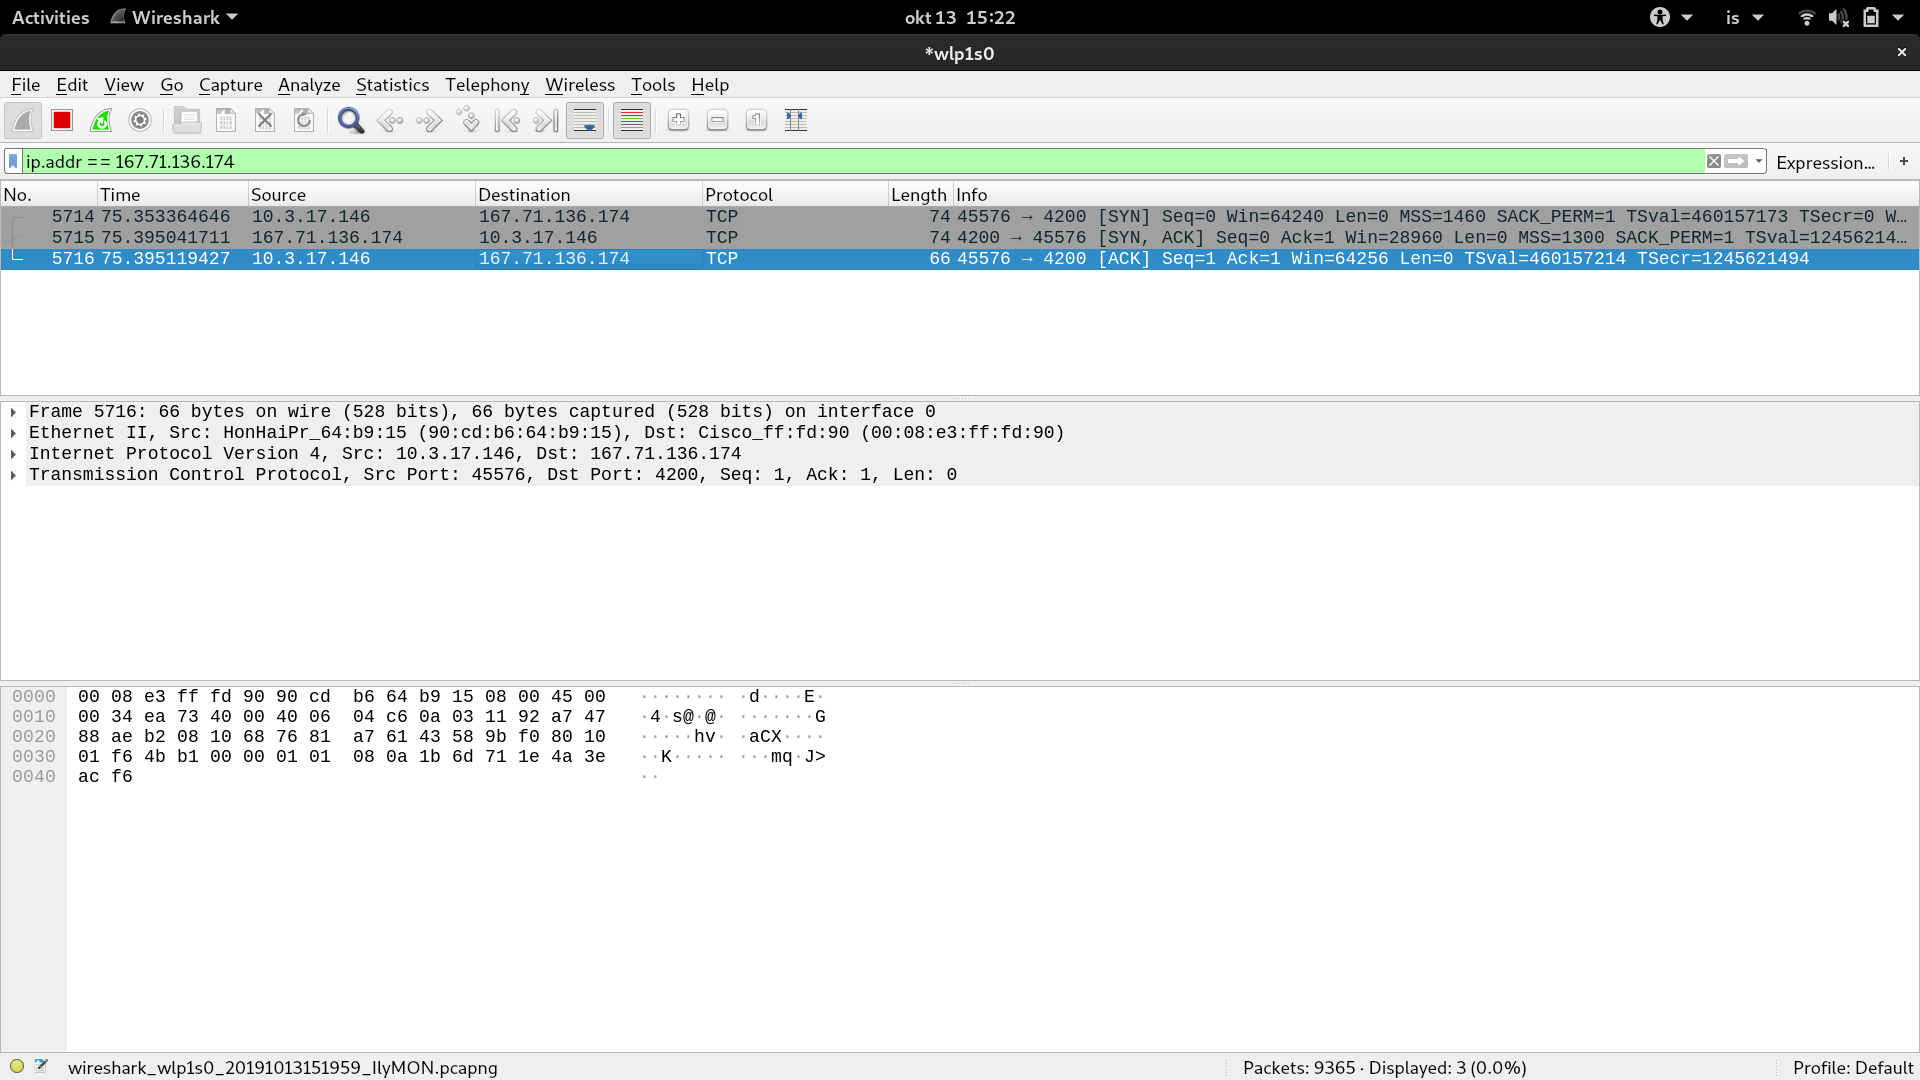 Activities Wireshark okt 13 15:22 is
*wlp1s0 ×
File Edit View Go Capture Analyze Statistics Telephony Wireless Tools Help
ip.addr == 167.71.136.174 Expression… +
No. Time Source Destination Protocol Length Info
5714 75.353364646 10.3.17.146 167.71.136.174 TCP 74 45576 → 4200 [SYN] Seq=0 Win=64240 Len=0 MSS=1460 SACK_PERM=1 TSval=460157173 TSecr=0 W…
5715 75.395041711 167.71.136.174 10.3.17.146 TCP 74 4200 → 45576 [SYN, ACK] Seq=0 Ack=1 Win=28960 Len=0 MSS=1300 SACK_PERM=1 TSval=12456214…
5716 75.395119427 10.3.17.146 167.71.136.174 TCP 66 45576 → 4200 [ACK] Seq=1 Ack=1 Win=64256 Len=0 TSval=460157214 TSecr=1245621494
Frame 5716: 66 bytes on wire (528 bits), 66 bytes captured (528 bits) on interface 0
Ethernet II, Src: HonHaiPr_64:b9:15 (90:cd:b6:64:b9:15), Dst: Cisco_ff:fd:90 (00:08:e3:ff:fd:90)
Internet Protocol Version 4, Src: 10.3.17.146, Dst: 167.71.136.174
Transmission Control Protocol, Src Port: 45576, Dst Port: 4200, Seq: 1, Ack: 1, Len: 0
0000 00 08 e3 ff fd 90 90 cd b6 64 b9 15 08 00 45 00 ········ ·d····E·
0010 00 34 ea 73 40 00 40 06 04 c6 0a 03 11 92 a7 47 ·4·s@·@· ·······G
0020 88 ae b2 08 10 68 76 81 a7 61 43 58 9b f0 80 10 ·····hv· ·aCX····
0030 01 f6 4b b1 00 00 01 01 08 0a 1b 6d 71 1e 4a 3e ··K····· ···mq·J>
0040 ac f6 ··
wireshark_wlp1s0_20191013151959_IlyMON.pcapng Packets: 9365 · Displayed: 3 (0.0%) Profile: Default